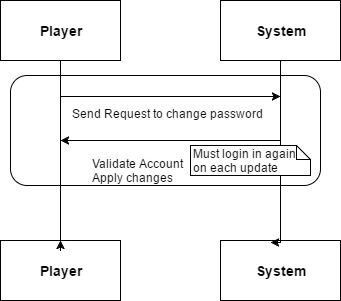 Player
System
Send Request to change password
Must login in again
on each update
Validate Account
Apply changes
Player
System